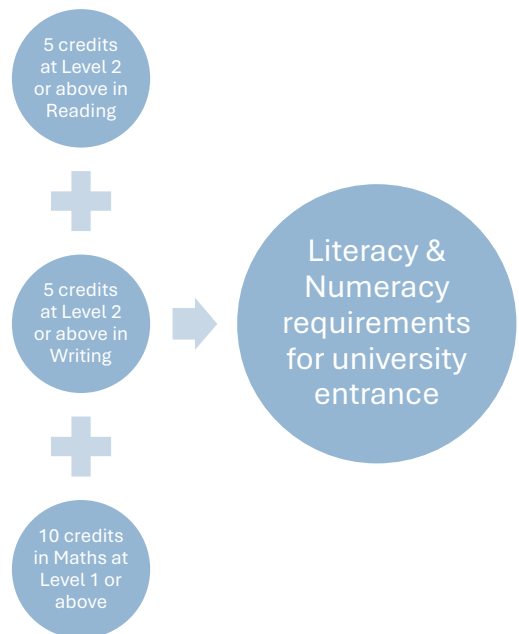 5 credits
at Level 2
or above in
Reading
5 credits
at Level 2
or above in
Writing
10 credits
in Maths at
Level 1 or
above
Literacy &
Numeracy
requirements
for university
entrance